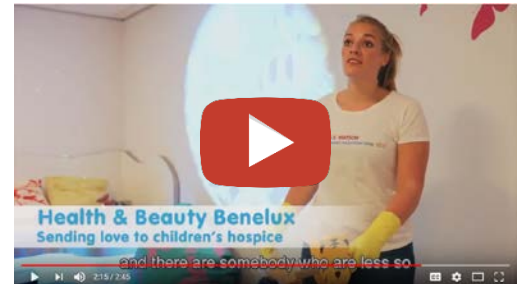 Health & Beauty Benelux
Sending love to children's hospice
and there are somebody who are less so
2:15 / 2:45